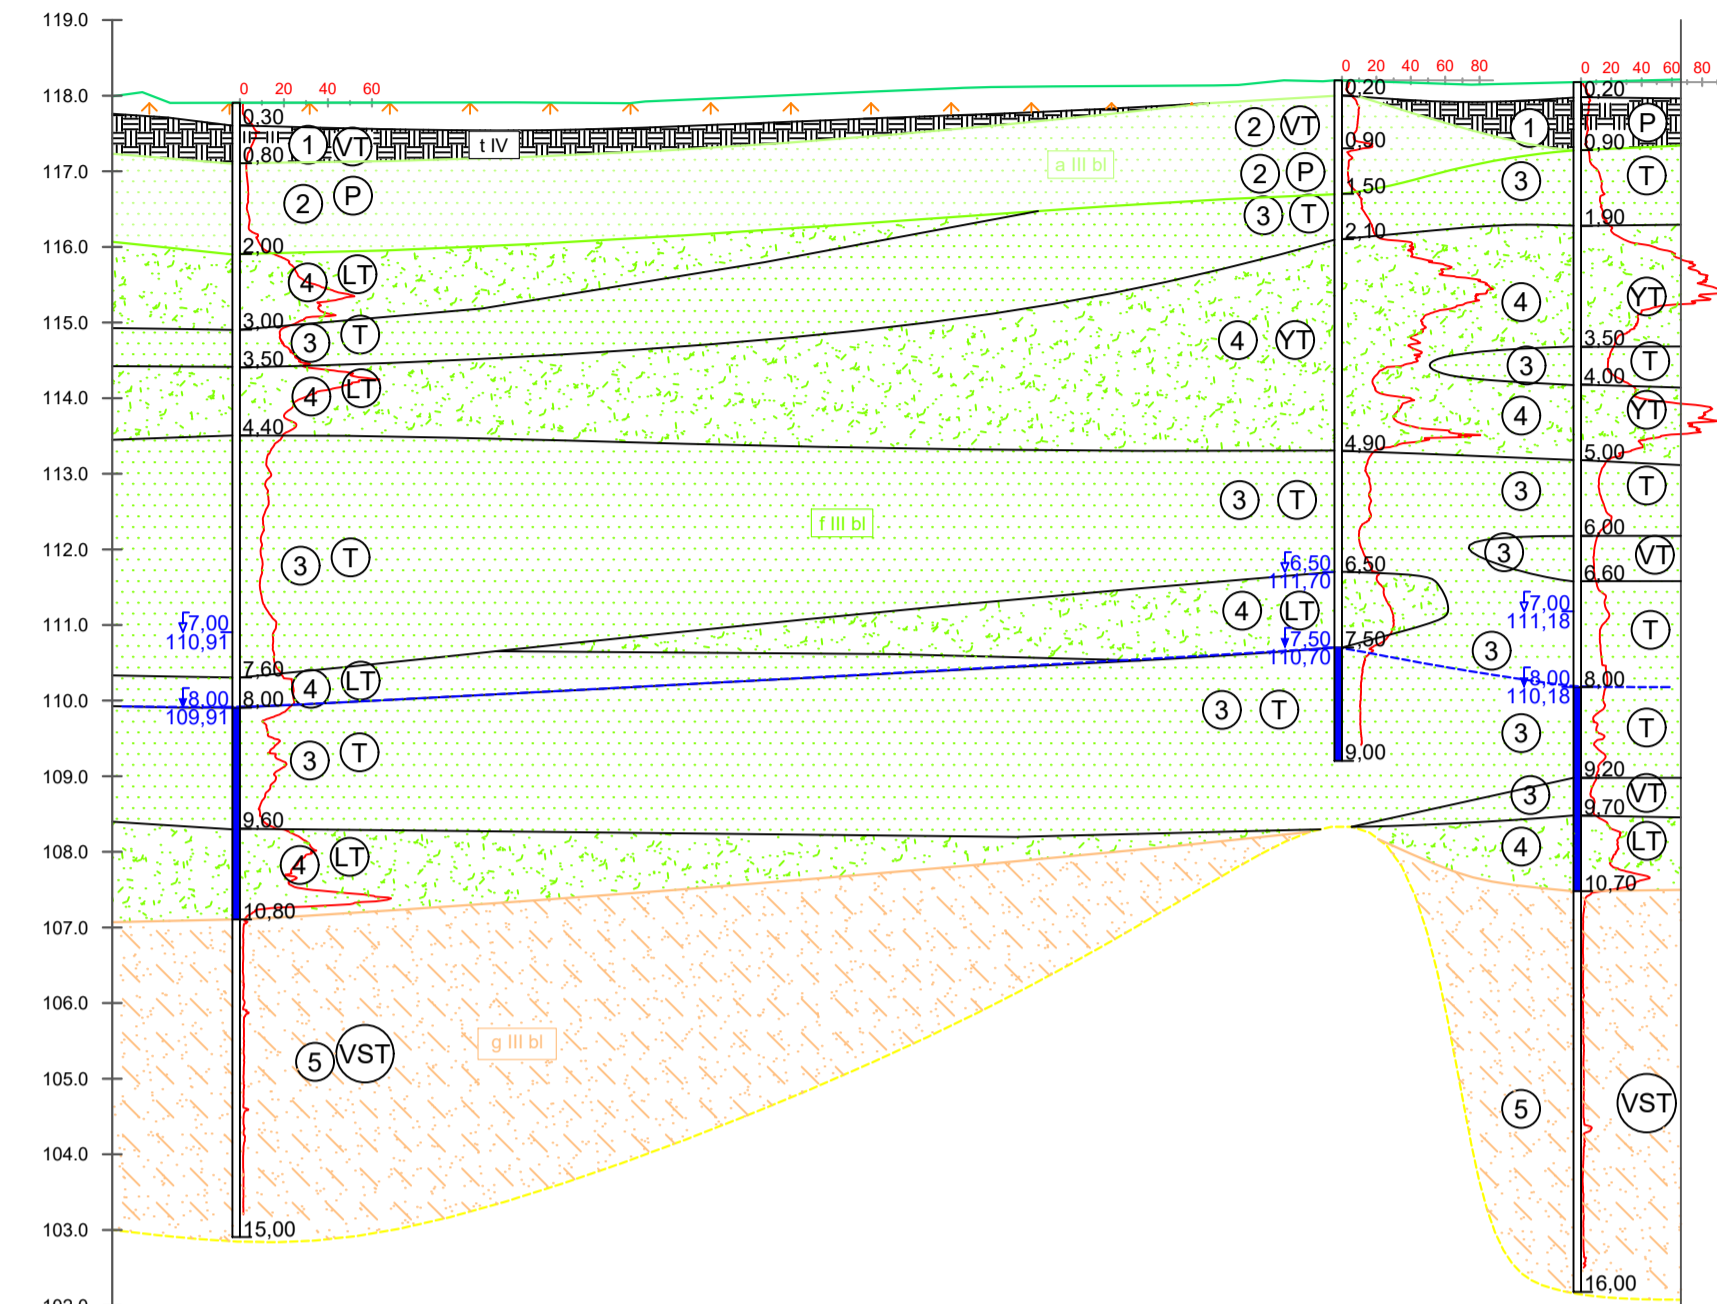 119.0
118.0
117.0
116.0
115.0
114.0
113.0
112.0
111.0
110.0
109.0
108.0
107.0
106.0
105.0
104.0
103.0
0 20 40 60
0,30
1 VT
0,80
2 P
2,00
4 LT
3,00
3 T
3,50
4 LT
4,40
3 T
7,00
110,91
7,60
4 LT
8,00
109,91
8,00
3 T
9,60
4 LT
10,80
5 VST
15,00
t IV
a III bl
f III bl
g III bl
0 20 40 60 80
0,20
2 VT
0,90
2 P
1,50
3 T
2,10
4 YT
4,90
3 T
6,50
111,70
6,50
4 LT
7,50
110,70
7,50
3 T
9,00
0 20 40 60 80
0,20
1 P
0,90
3 T
1,90
4 YT
3,50
3 T
4,00
4 YT
5,00
3 T
6,00
3 VT
6,60
7,00
111,18
3 T
8,00
110,18
8,00
3 T
9,20
3 VT
9,70
4 LT
10,70
5 VST
16,00